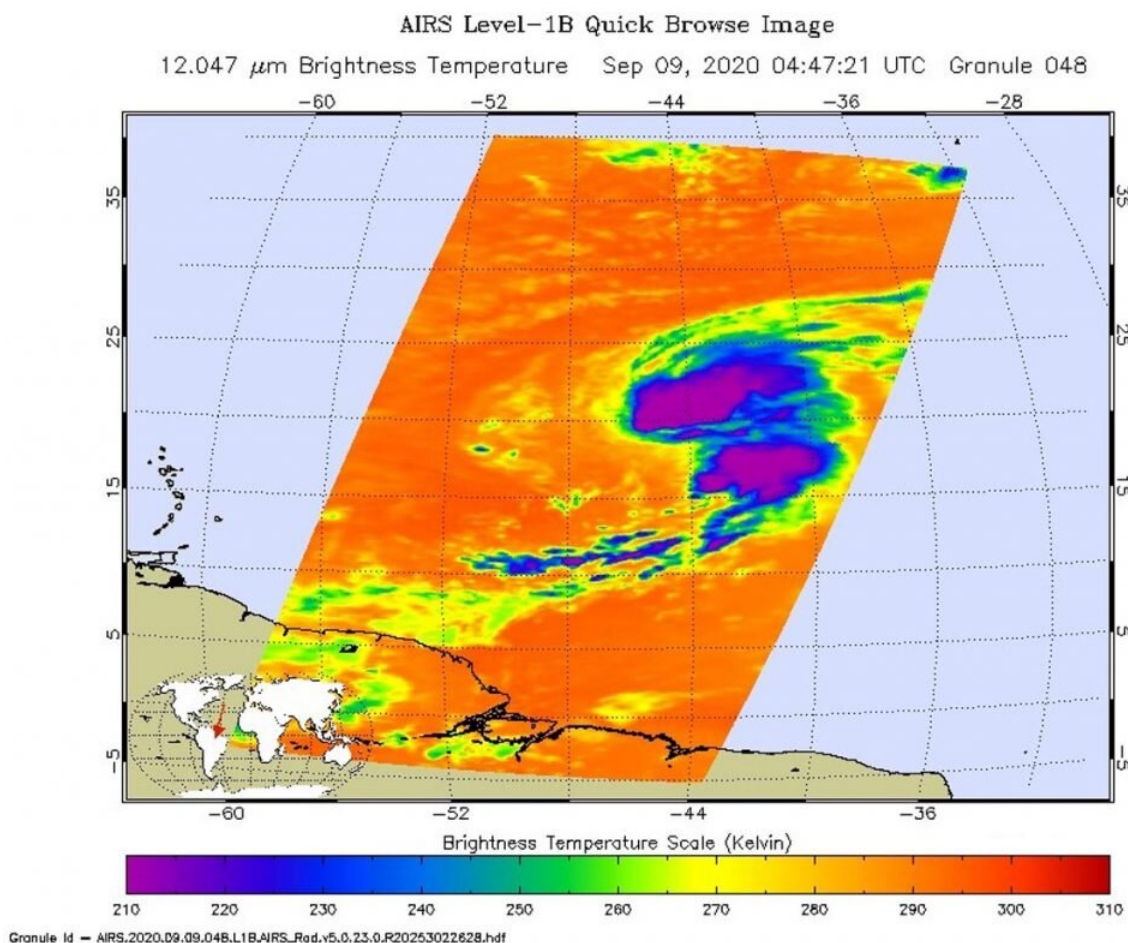 AIRS Level-1B Quick Browse Image
12.047 μm Brightness Temperature Sep 09, 2020 04:47:21 UTC Granule 048
-60 -52 -44 -36 -28
35 35
25 25
15 15
5 5
-5 -5
-60 -52 -44 -36
Brightness Temperature Scale (Kelvin)
210 220 230 240 250 260 270 280 290 300 310
Granule Id - AIRS.2020.09.09.048.L1B.AIRS_Rad.v5.0.23.0.R20253022628.hdf